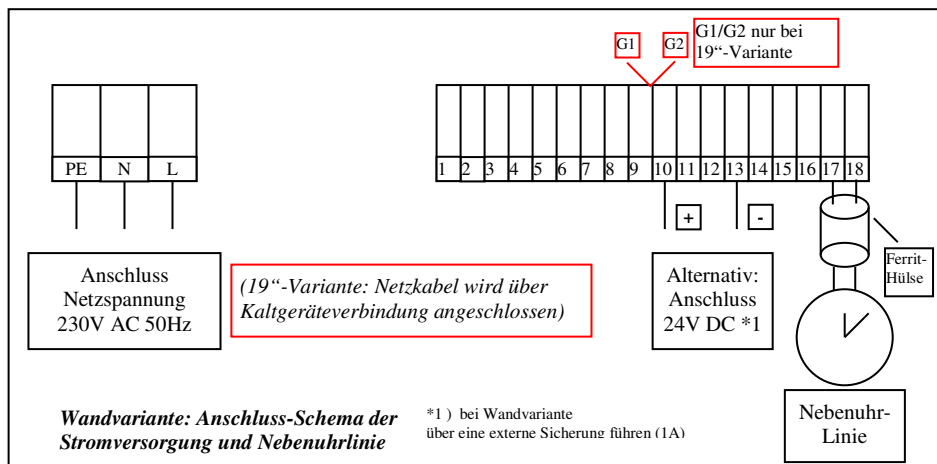 G1
G2
G1/G2 nur bei
19“-Variante
PE N L
1 2 3 4 5 6 7 8 9 10 11 12 13 14 15 16 17 18
+
-
Anschluss
Netzspannung
230V AC 50Hz
(19“-Variante: Netzkabel wird über
Kaltgeräteverbindung angeschlossen)
Alternativ:
Anschluss
24V DC *1
Ferrit-
Hülse
Nebenuhr-
Linie
Wandvariante: Anschluss-Schema der
Stromversorgung und Nebenuhrlinie
*1 ) bei Wandvariante
über eine externe Sicherung führen (1A)